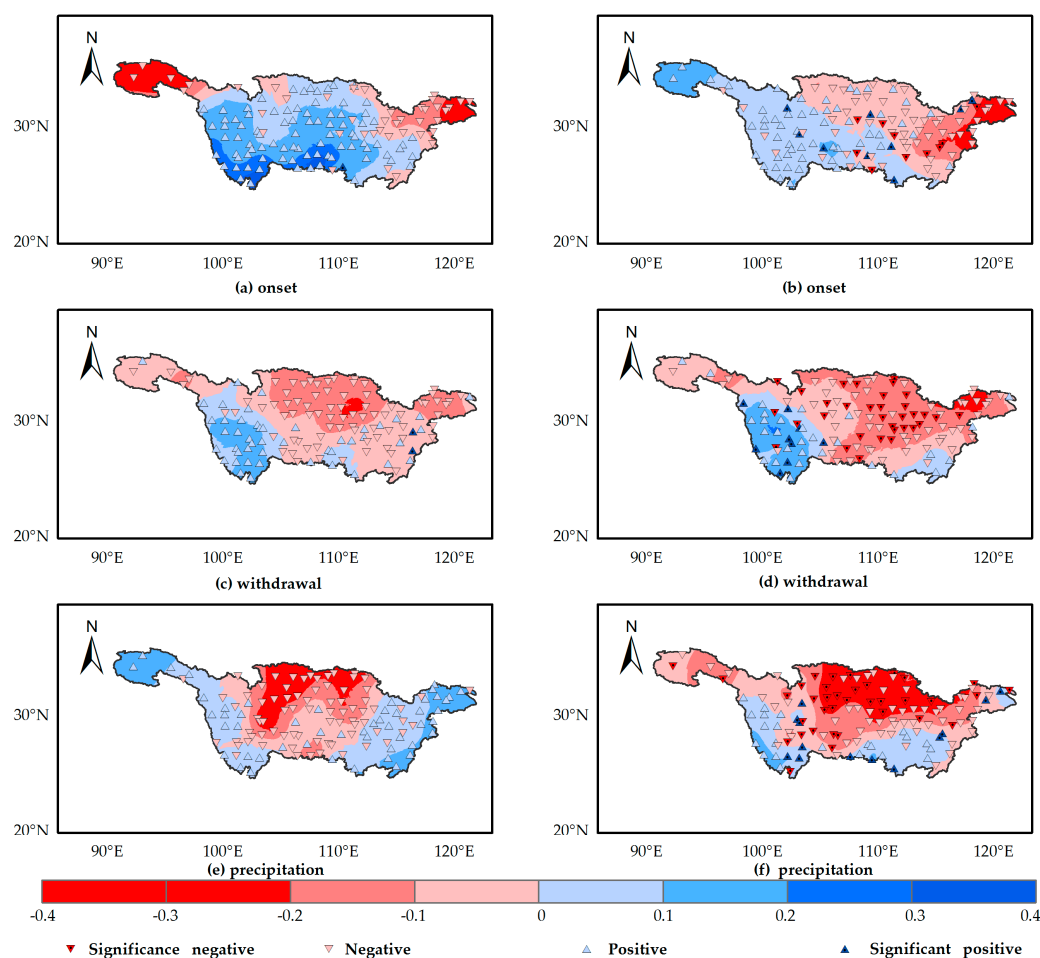 N
N
30°N
30°N
20°N
20°N
90°E 100°E 110°E 120°E
90°E 100°E 110°E 120°E
(a) onset
(b) onset
N
N
30°N
30°N
20°N
20°N
90°E 100°E 110°E 120°E
90°E 100°E 110°E 120°E
(c) withdrawal
(d) withdrawal
N
N
30°N
30°N
20°N
20°N
90°E 100°E 110°E 120°E
90°E 100°E 110°E 120°E
(e) precipitation
(f) precipitation
-0.4 -0.3 -0.2 -0.1 0 0.1 0.2 0.3 0.4
Significance negative Negative Positive Significant positive